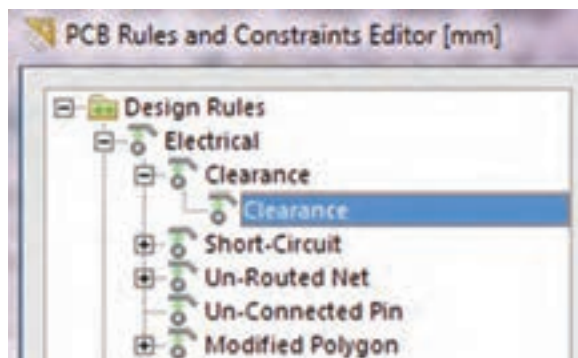 PCB Rules and Constraints Editor [mm]
Design Rules
Electrical
Clearance
Clearance
Short-Circuit
Un-Routed Net
Un-Connected Pin
Modified Polygon